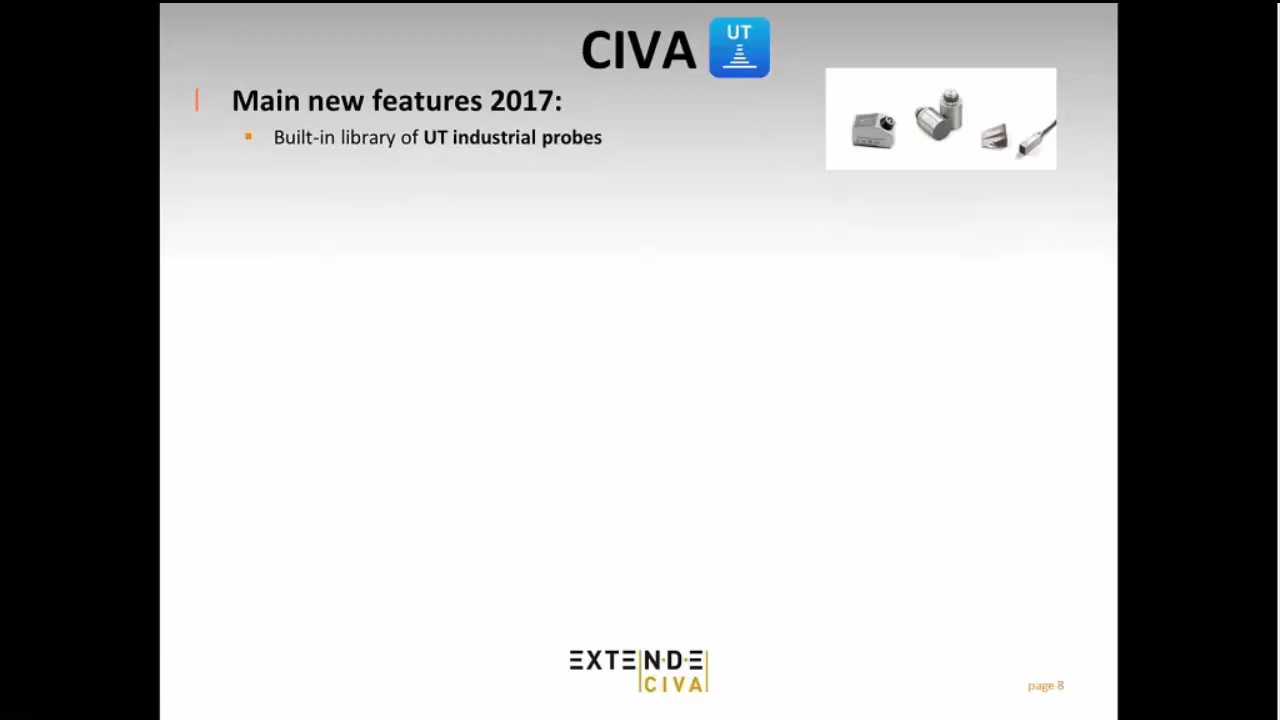 CIVA UT
Main new features 2017:
Built-in library of UT industrial probes
EXTENDE
CIVA
page 8